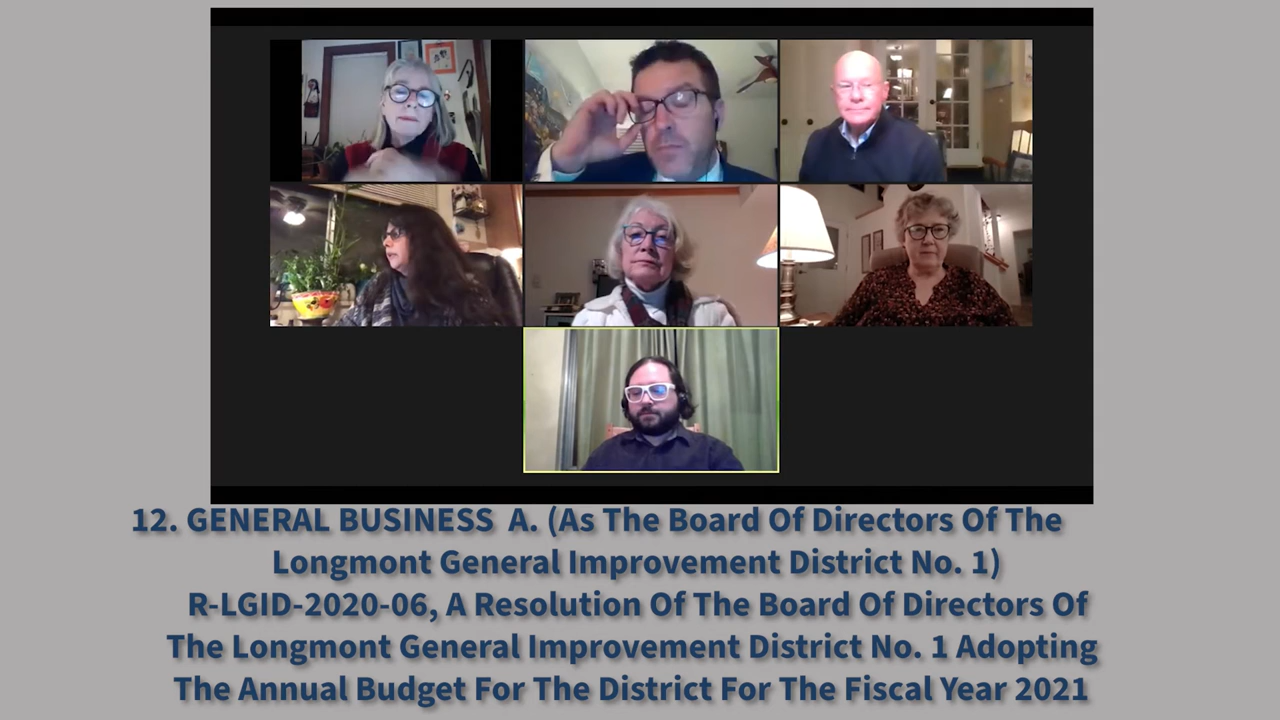 12. GENERAL BUSINESS A. (As The Board Of Directors Of The
Longmont General Improvement District No. 1)
R-LGID-2020-06, A Resolution Of The Board Of Directors Of
The Longmont General Improvement District No. 1 Adopting
The Annual Budget For The District For The Fiscal Year 2021